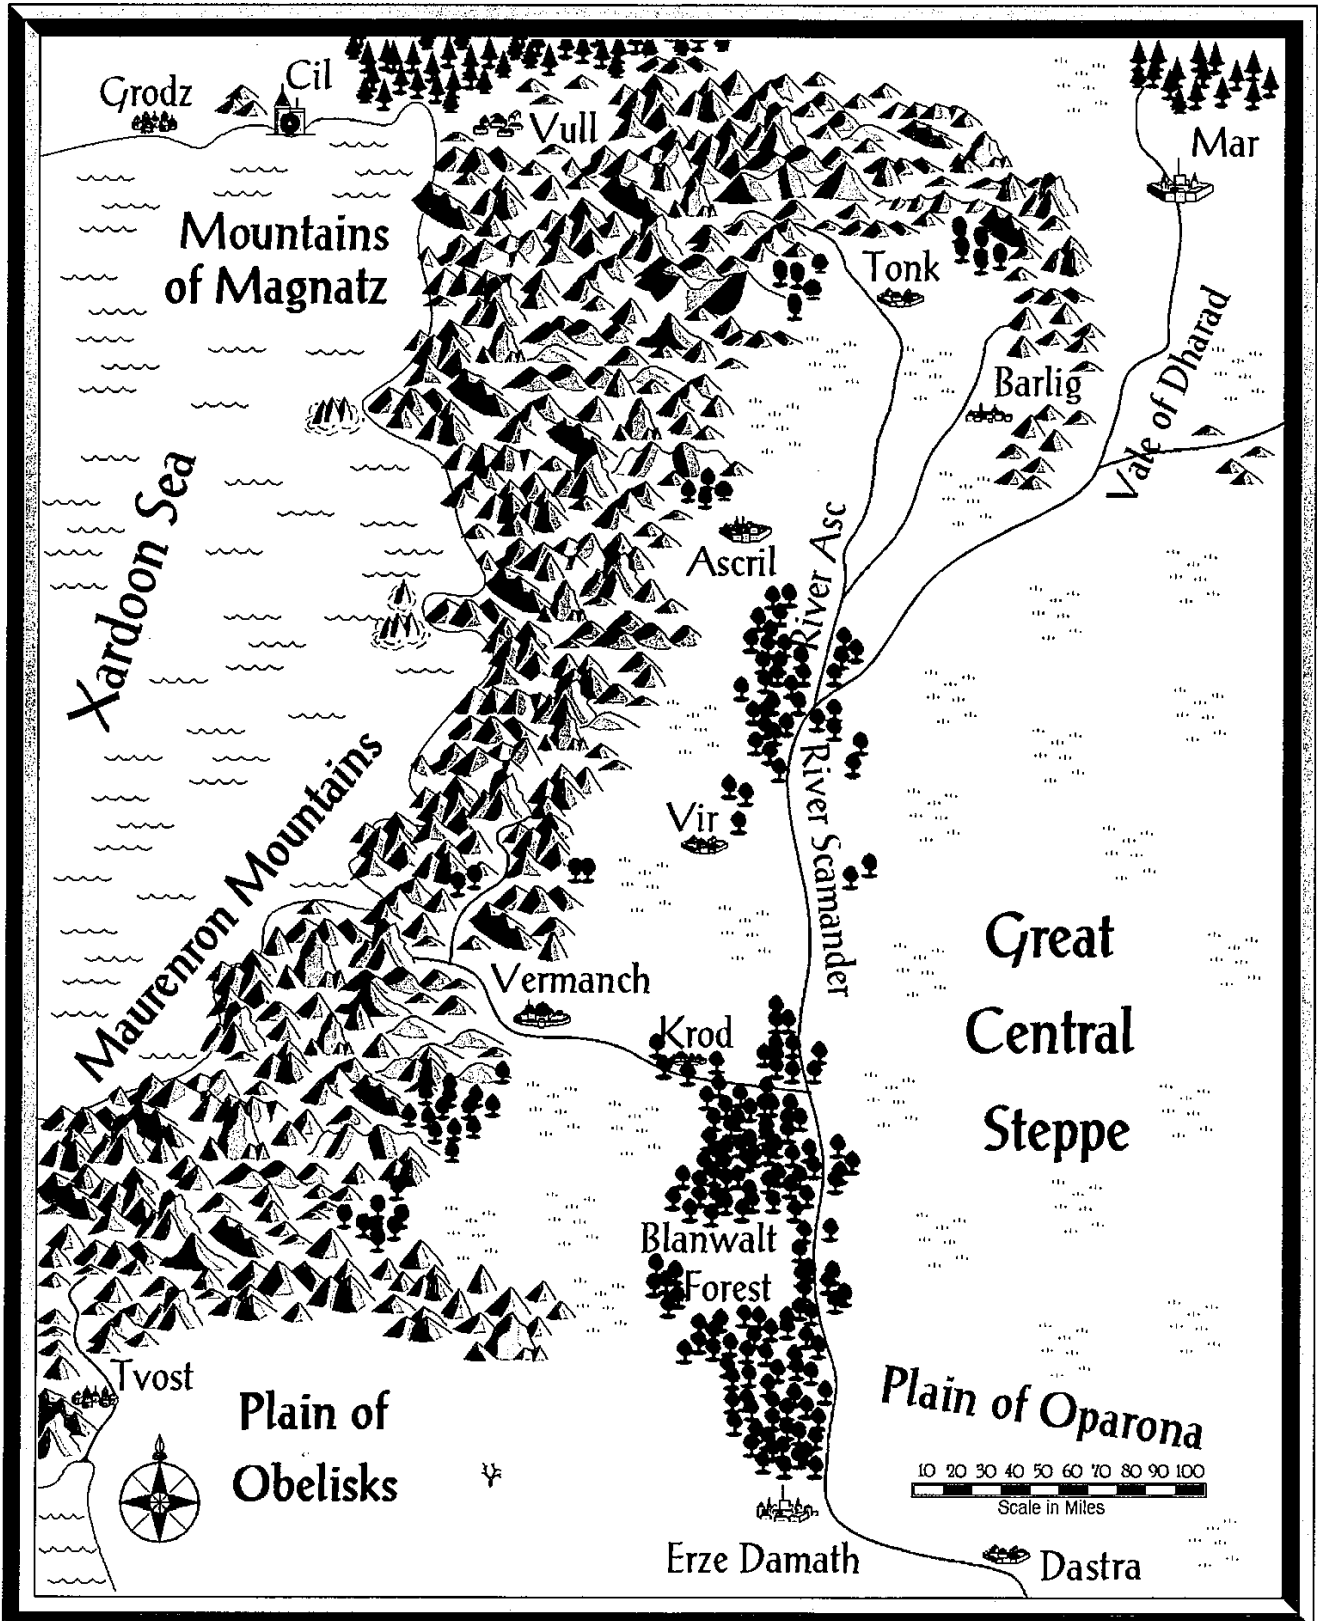 Grodz
Cil
Vull
Mar
Mountains
of Magnatz
Tonk
Barlig
Vale of Dharad
Xardoon Sea
Ascril
River Asc
Maurenron Mountains
Vir
River Scamander
Great
Central
Steppe
Vermanch
Krod
Blanwalt
Forest
Tvost
Plain of
Obelisks
Plain of Oparona
10 20 30 40 50 60 70 80 90 100
Scale in Miles
Erze Damath
Dastra